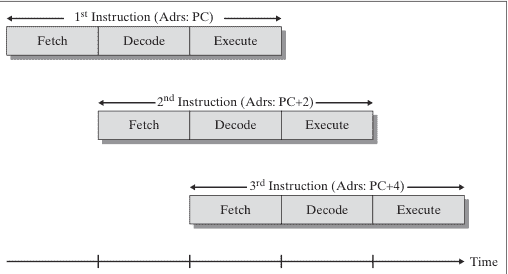 1st Instruction (Adrs: PC)
Fetch Decode Execute
2nd Instruction (Adrs: PC+2)
Fetch Decode Execute
3rd Instruction (Adrs: PC+4)
Fetch Decode Execute
Time